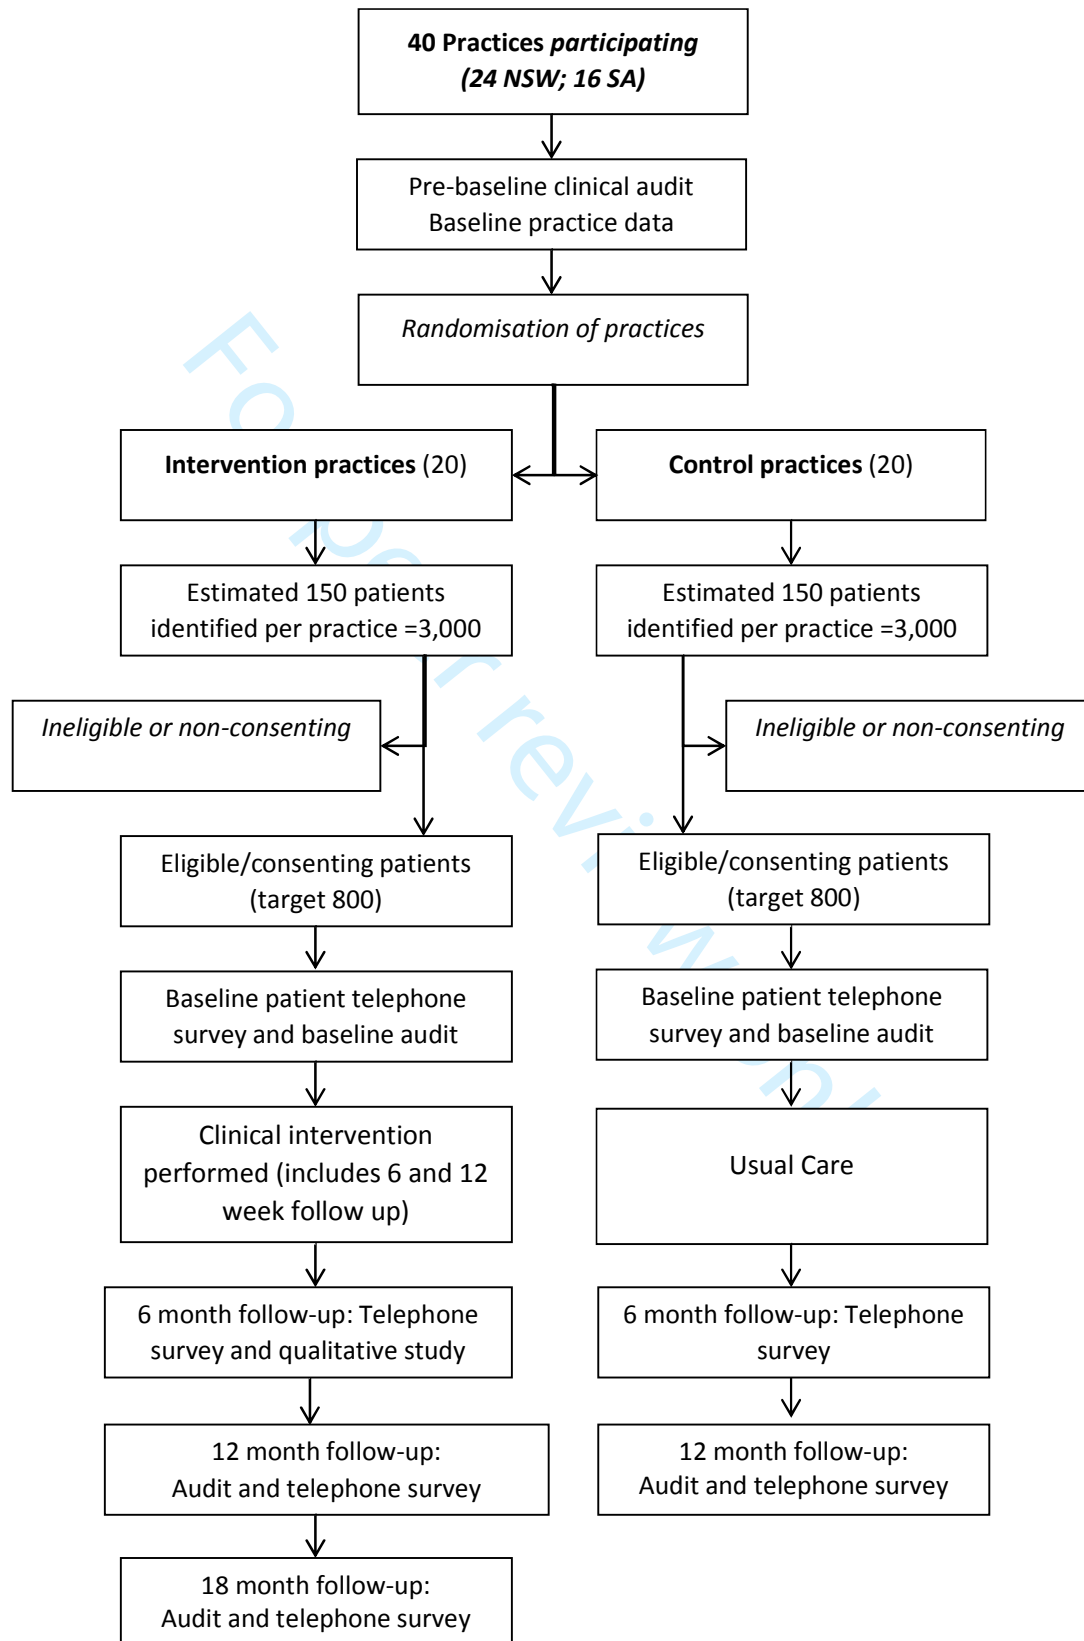 40 Practices participating
(24 NSW; 16 SA)
Pre-baseline clinical audit
Baseline practice data
Randomisation of practices
Intervention practices (20)
Control practices (20)
Estimated 150 patients
identified per practice =3,000
Estimated 150 patients
identified per practice =3,000
Ineligible or non-consenting
Ineligible or non-consenting
Eligible/consenting patients
(target 800)
Eligible/consenting patients
(target 800)
Baseline patient telephone
survey and baseline audit
Baseline patient telephone
survey and baseline audit
Clinical intervention
performed (includes 6 and 12
week follow up)
Usual Care
6 month follow-up: Telephone
survey and qualitative study
6 month follow-up: Telephone
survey
12 month follow-up:
Audit and telephone survey
12 month follow-up:
Audit and telephone survey
18 month follow-up:
Audit and telephone survey